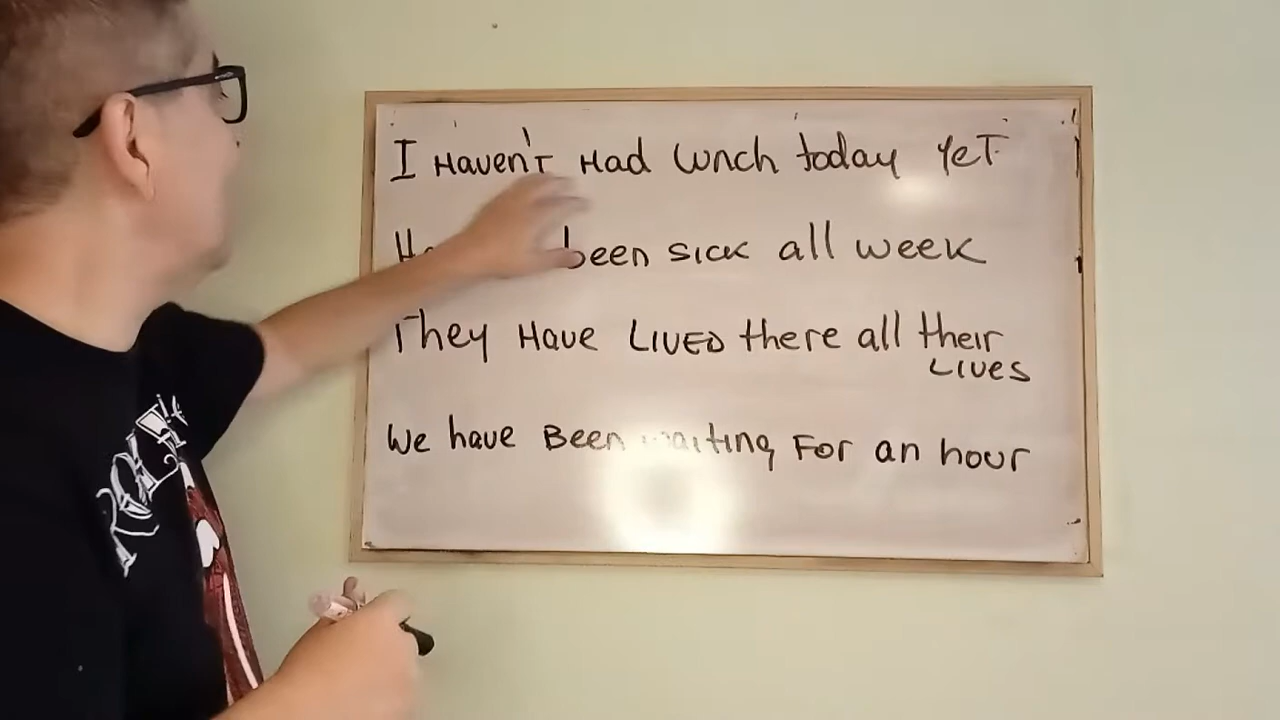 I Haven't Had Lunch today YeT
been sick all week
They Have LIVED there all their
LIVES
We have Been waiting For an hour